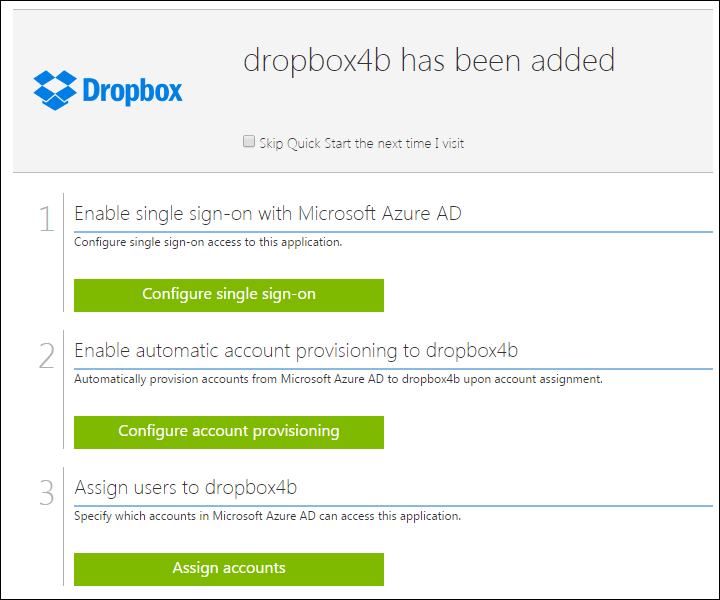 dropbox4b has been added
Dropbox
Skip Quick Start the next time I visit
1
Enable single sign-on with Microsoft Azure AD
Configure single sign-on access to this application.
Configure single sign-on
2
Enable automatic account provisioning to dropbox4b
Automatically provision accounts from Microsoft Azure AD to dropbox4b upon account assignment.
Configure account provisioning
3
Assign users to dropbox4b
Specify which accounts in Microsoft Azure AD can access this application.
Assign accounts